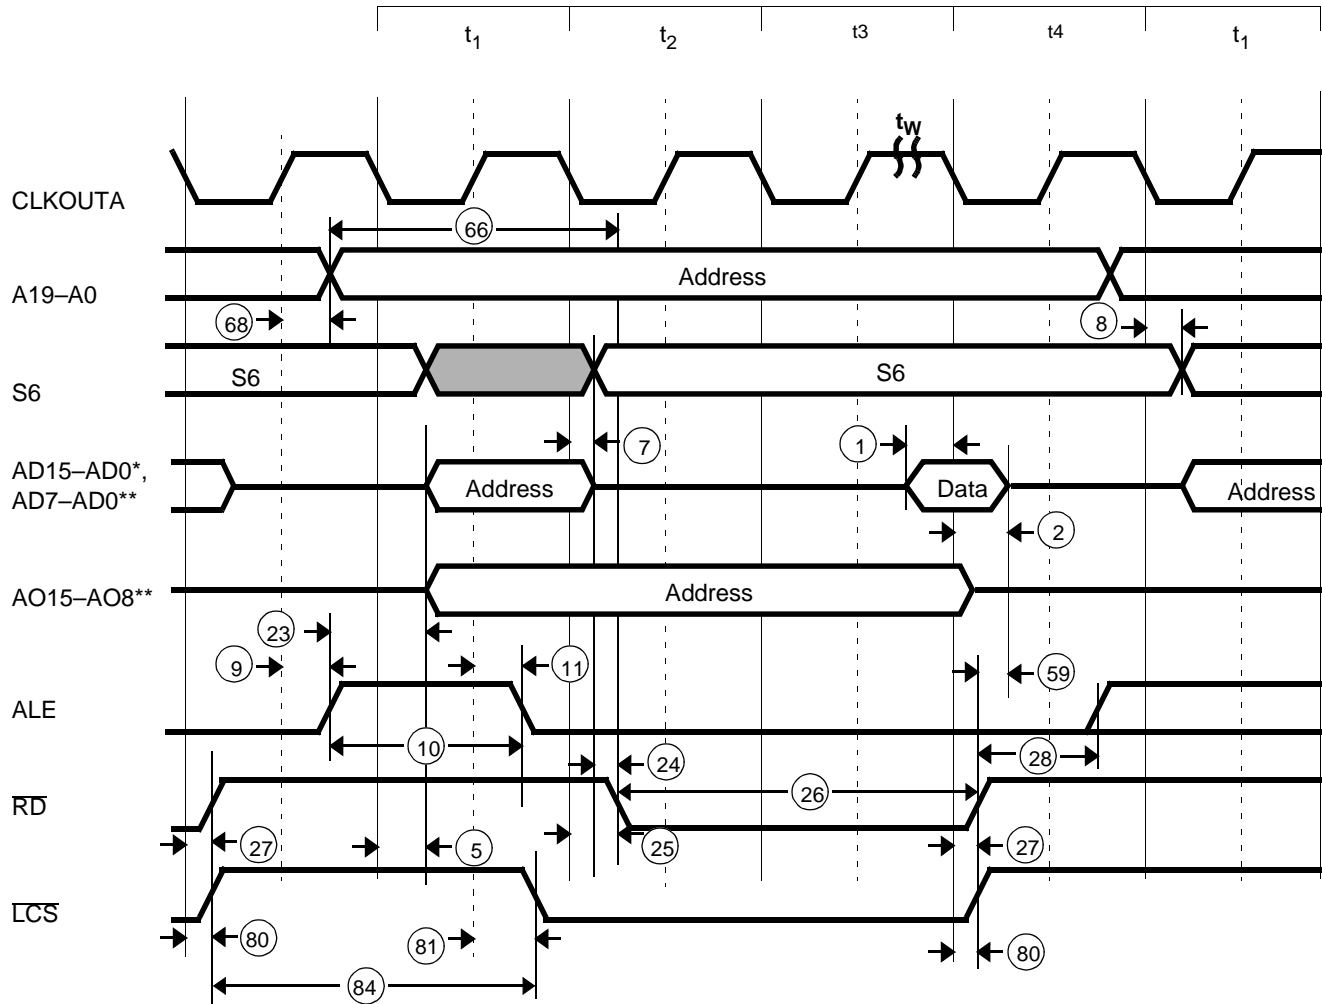 t1 t2 t3 t4 t1
tW
CLKOUTA
66
A19–A0 Address
68 8
S6 S6 S6
7 1
AD15–AD0*,
AD7–AD0** Address Data Address
2
AO15–AO8** Address
23
9 11 59
ALE
10 24 28
RD 26
27 5 25 27
LCS
80 81 80
84